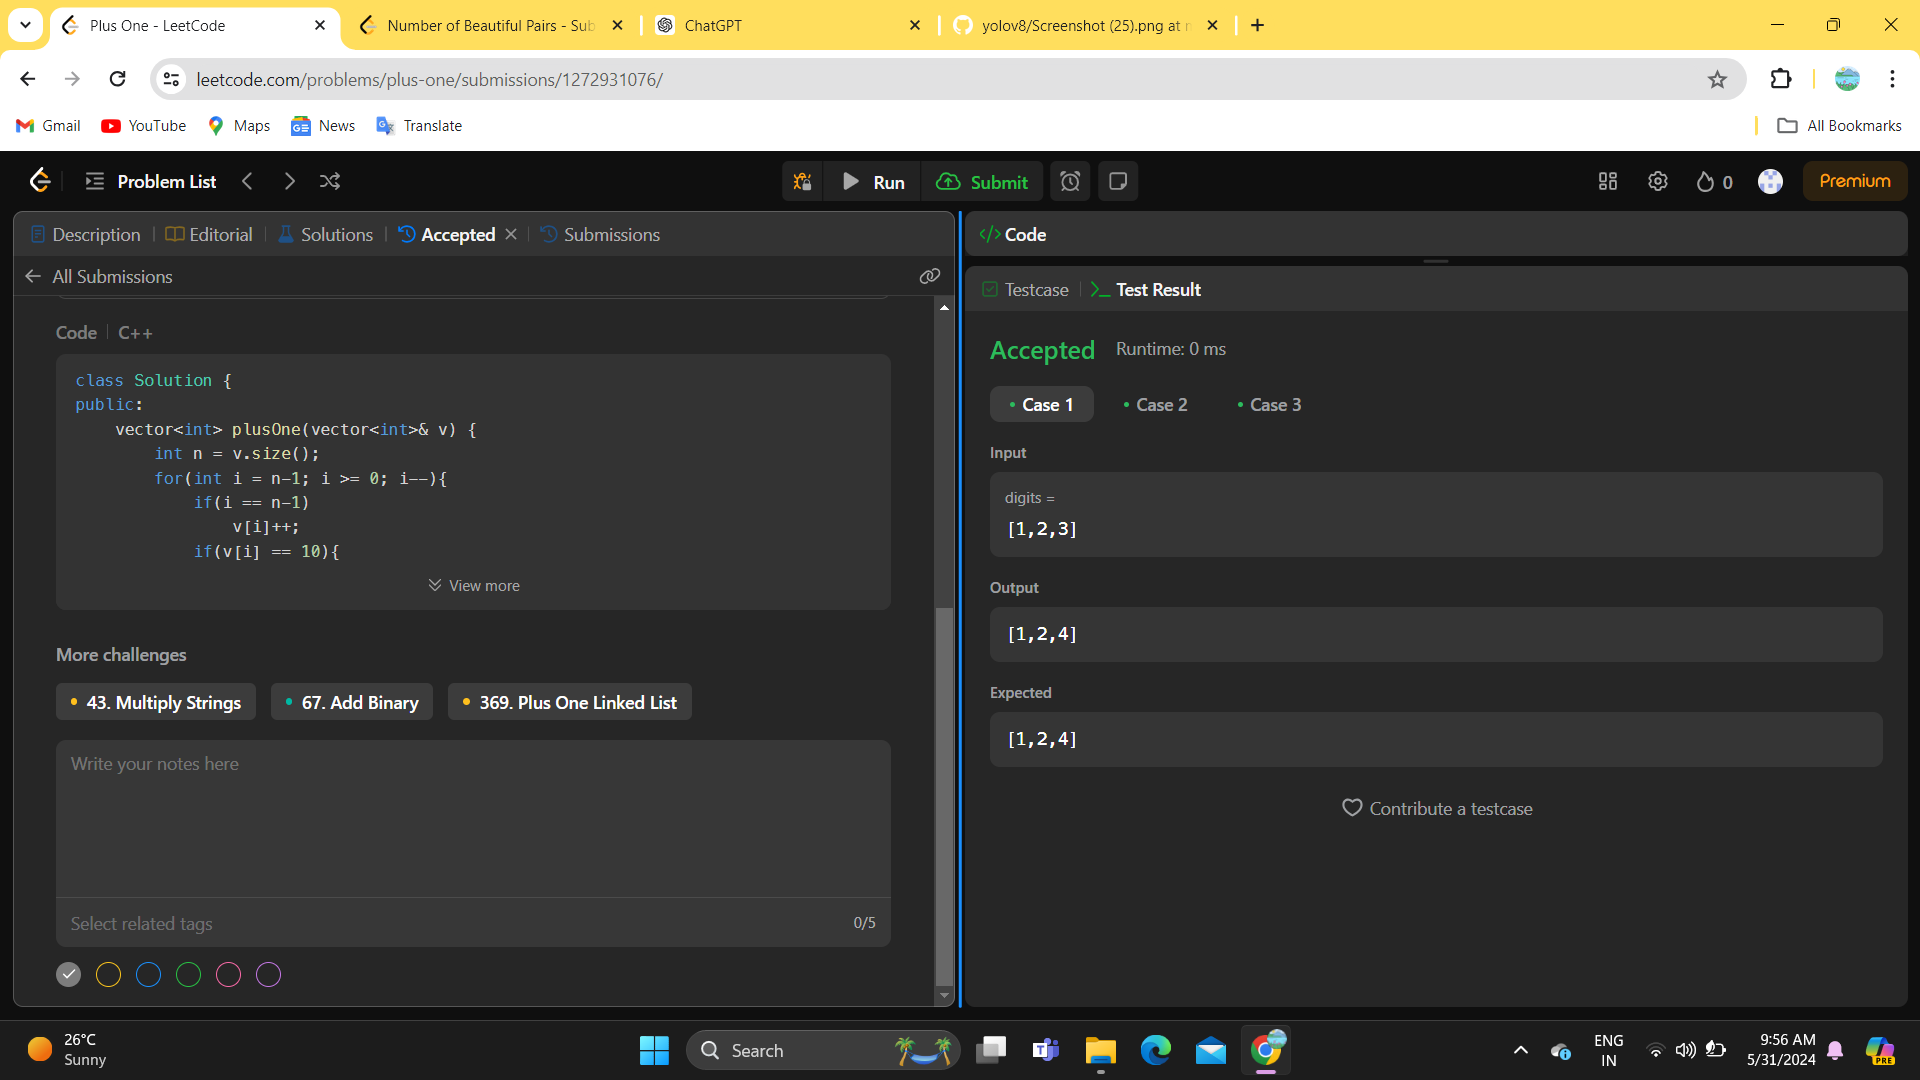 Plus One - LeetCode
Number of Beautiful Pairs - Sub
ChatGPT
yolov8/Screenshot (25).png at n
leetcode.com/problems/plus-one/submissions/1272931076/
Gmail
YouTube
Maps
News
Translate
All Bookmarks
Problem List
Run
Submit
0
Premium
Description
Editorial
Solutions
Accepted
Submissions
All Submissions
Code
C++
class Solution {
public:
    vector<int> plusOne(vector<int>& v) {
        int n = v.size();
        for(int i = n-1; i >= 0; i--){
            if(i == n-1)
                v[i]++;
            if(v[i] == 10){
View more
More challenges
43. Multiply Strings
67. Add Binary
369. Plus One Linked List
Write your notes here
Select related tags
0/5
</> Code
Testcase
Test Result
Accepted
Runtime: 0 ms
Case 1
Case 2
Case 3
Input
digits =
[1,2,3]
Output
[1,2,4]
Expected
[1,2,4]
Contribute a testcase
26°C
Sunny
Search
ENG
IN
9:56 AM
5/31/2024
PRE